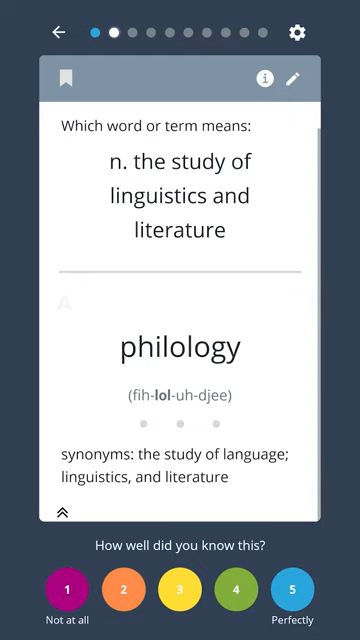 Which word or term means:
n. the study of
linguistics and
literature
A
philology
(fih-lol-uh-djee)
synonyms: the study of language;
linguistics, and literature
How well did you know this?
1 2 3 4 5
Not at all Perfectly